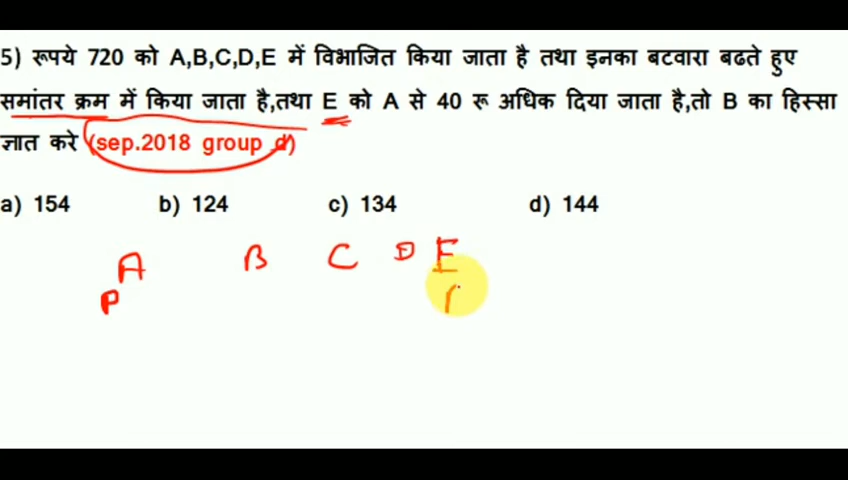 5) रूपये 720 को A,B,C,D,E में विभाजित किया जाता है तथा इनका बटवारा बढते हुए
समांतर क्रम में किया जाता है,तथा E को A से 40 रू अधिक दिया जाता है,तो B का हिस्सा
ज्ञात करे (sep.2018 group d)
a) 154 b) 124 c) 134 d) 144
A B C D E
P